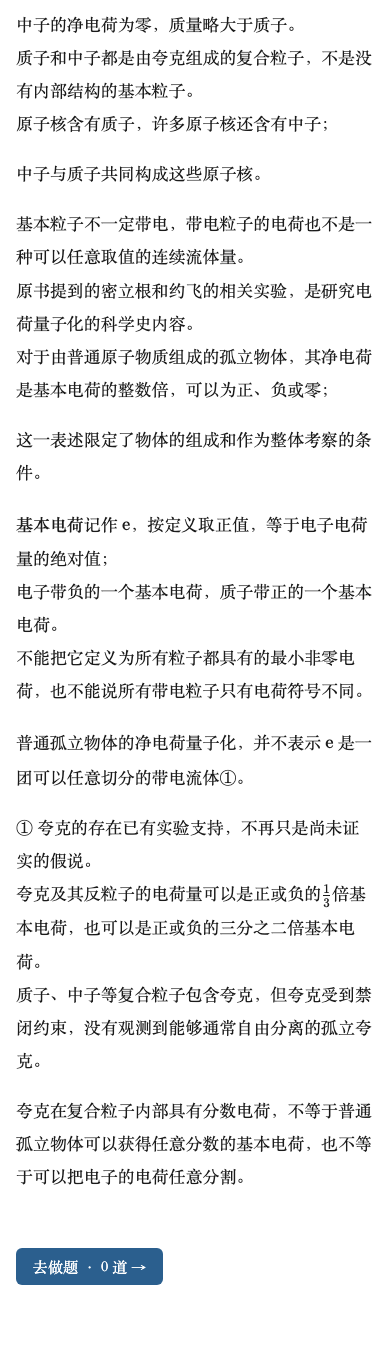 中子的净电荷为零，质量略大于质子。
质子和中子都是由夸克组成的复合粒子，不是没
有内部结构的基本粒子。
原子核含有质子，许多原子核还含有中子；
中子与质子共同构成这些原子核。
基本粒子不一定带电，带电粒子的电荷也不是一
种可以任意取值的连续流体量。
原书提到的密立根和约飞的相关实验，是研究电
荷量子化的科学史内容。
对于由普通原子物质组成的孤立物体，其净电荷
是基本电荷的整数倍，可以为正、负或零；
这一表述限定了物体的组成和作为整体考察的条
件。
基本电荷记作 e，按定义取正值，等于电子电荷
量的绝对值；
电子带负的一个基本电荷，质子带正的一个基本
电荷。
不能把它定义为所有粒子都具有的最小非零电
荷，也不能说所有带电粒子只有电荷符号不同。
普通孤立物体的净电荷量子化，并不表示 e 是一
团可以任意切分的带电流体①。
① 夸克的存在已有实验支持，不再只是尚未证
实的假说。
夸克及其反粒子的电荷量可以是正或负的1/3倍基
本电荷，也可以是正或负的三分之二倍基本电
荷。
质子、中子等复合粒子包含夸克，但夸克受到禁
闭约束，没有观测到能够通常自由分离的孤立夸
克。
夸克在复合粒子内部具有分数电荷，不等于普通
孤立物体可以获得任意分数的基本电荷，也不等
于可以把电子的电荷任意分割。
去做题 · 0 道 →